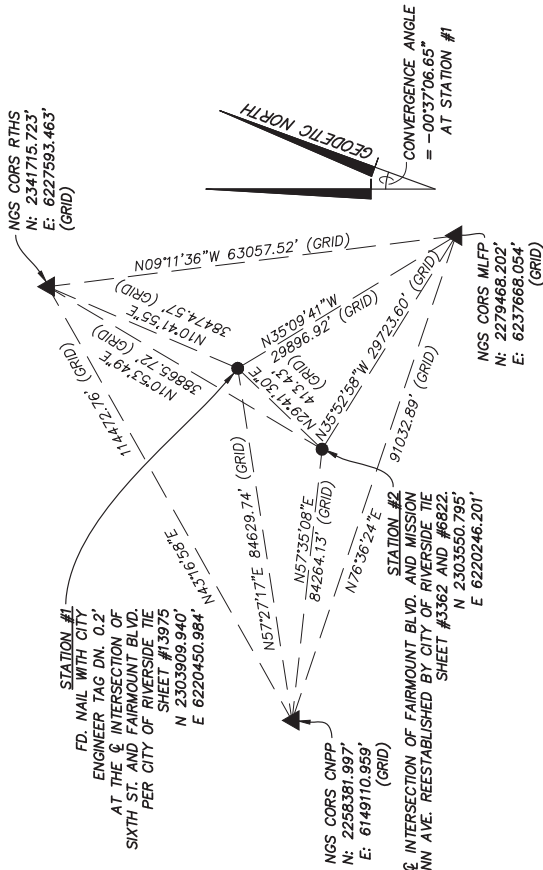 NGS CORS RTHS
N: 2341715.723'
E: 6227593.463'
(GRID)
GEODETIC NORTH
CONVERGENCE ANGLE
= -00°37'06.65"
AT STATION #1
N09°11'36"W 63057.52' (GRID)
N10°41'55"E
38474.57'
(GRID)
N10°53'49"E
38865.72'
(GRID)
114472.76' (GRID)
N43°16'58"E
N35°09'41"W
29896.92' (GRID)
N29°41'30"E
413.43'
(GRID)
N35°52'58"W 29723.60' (GRID)
N57°27'17"E 84629.74' (GRID)
N57°35'08"E
84264.13' (GRID)
91032.89' (GRID)
N76°36'24"E
STATION #1
FD. NAIL WITH CITY
ENGINEER TAG DN. 0.2'
AT THE ℄ INTERSECTION OF
SIXTH ST. AND FAIRMOUNT BLVD.
PER CITY OF RIVERSIDE TIE
SHEET #13975
N 2303909.940'
E 6220450.984'
NGS CORS MLFP
N: 2279468.202'
E: 6237668.054'
(GRID)
NGS CORS CNPP
N: 2258381.997'
E: 6149110.959'
(GRID)
STATION #2
℄ INTERSECTION OF FAIRMOUNT BLVD. AND MISSION
NN AVE. REESTABLISHED BY CITY OF RIVERSIDE TIE
SHEET #3362 AND #6822.
N 2303550.795'
E 6220246.201'